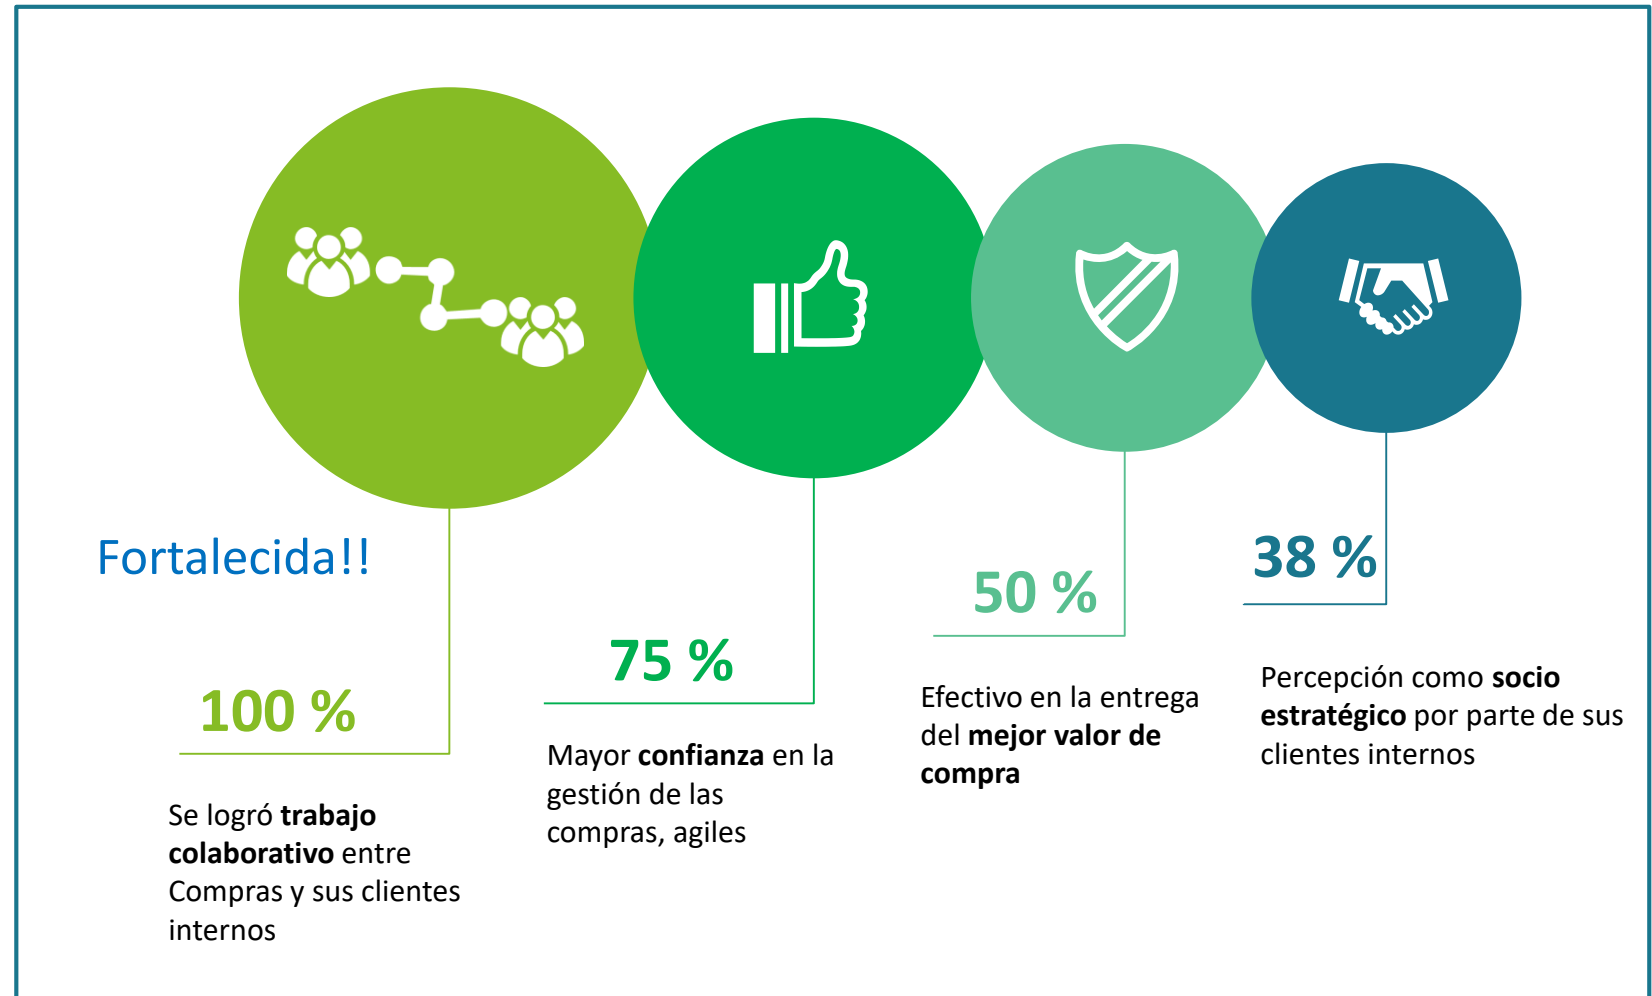 Fortalecida!!
100 %
Se logró trabajo
colaborativo entre
Compras y sus clientes
internos
75 %
Mayor confianza en la
gestión de las
compras, agiles
50 %
Efectivo en la entrega
del mejor valor de
compra
38 %
Percepción como socio
estratégico por parte de sus
clientes internos